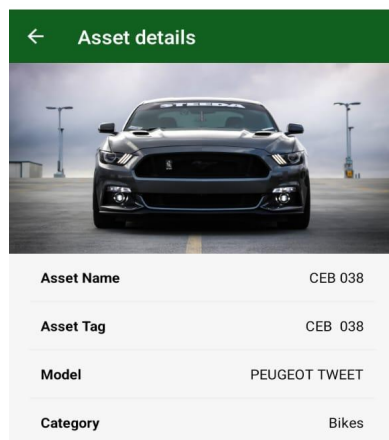 Asset details
STEEDA
Asset Name CEB 038
Asset Tag CEB  038
Model PEUGEOT TWEET
Category Bikes